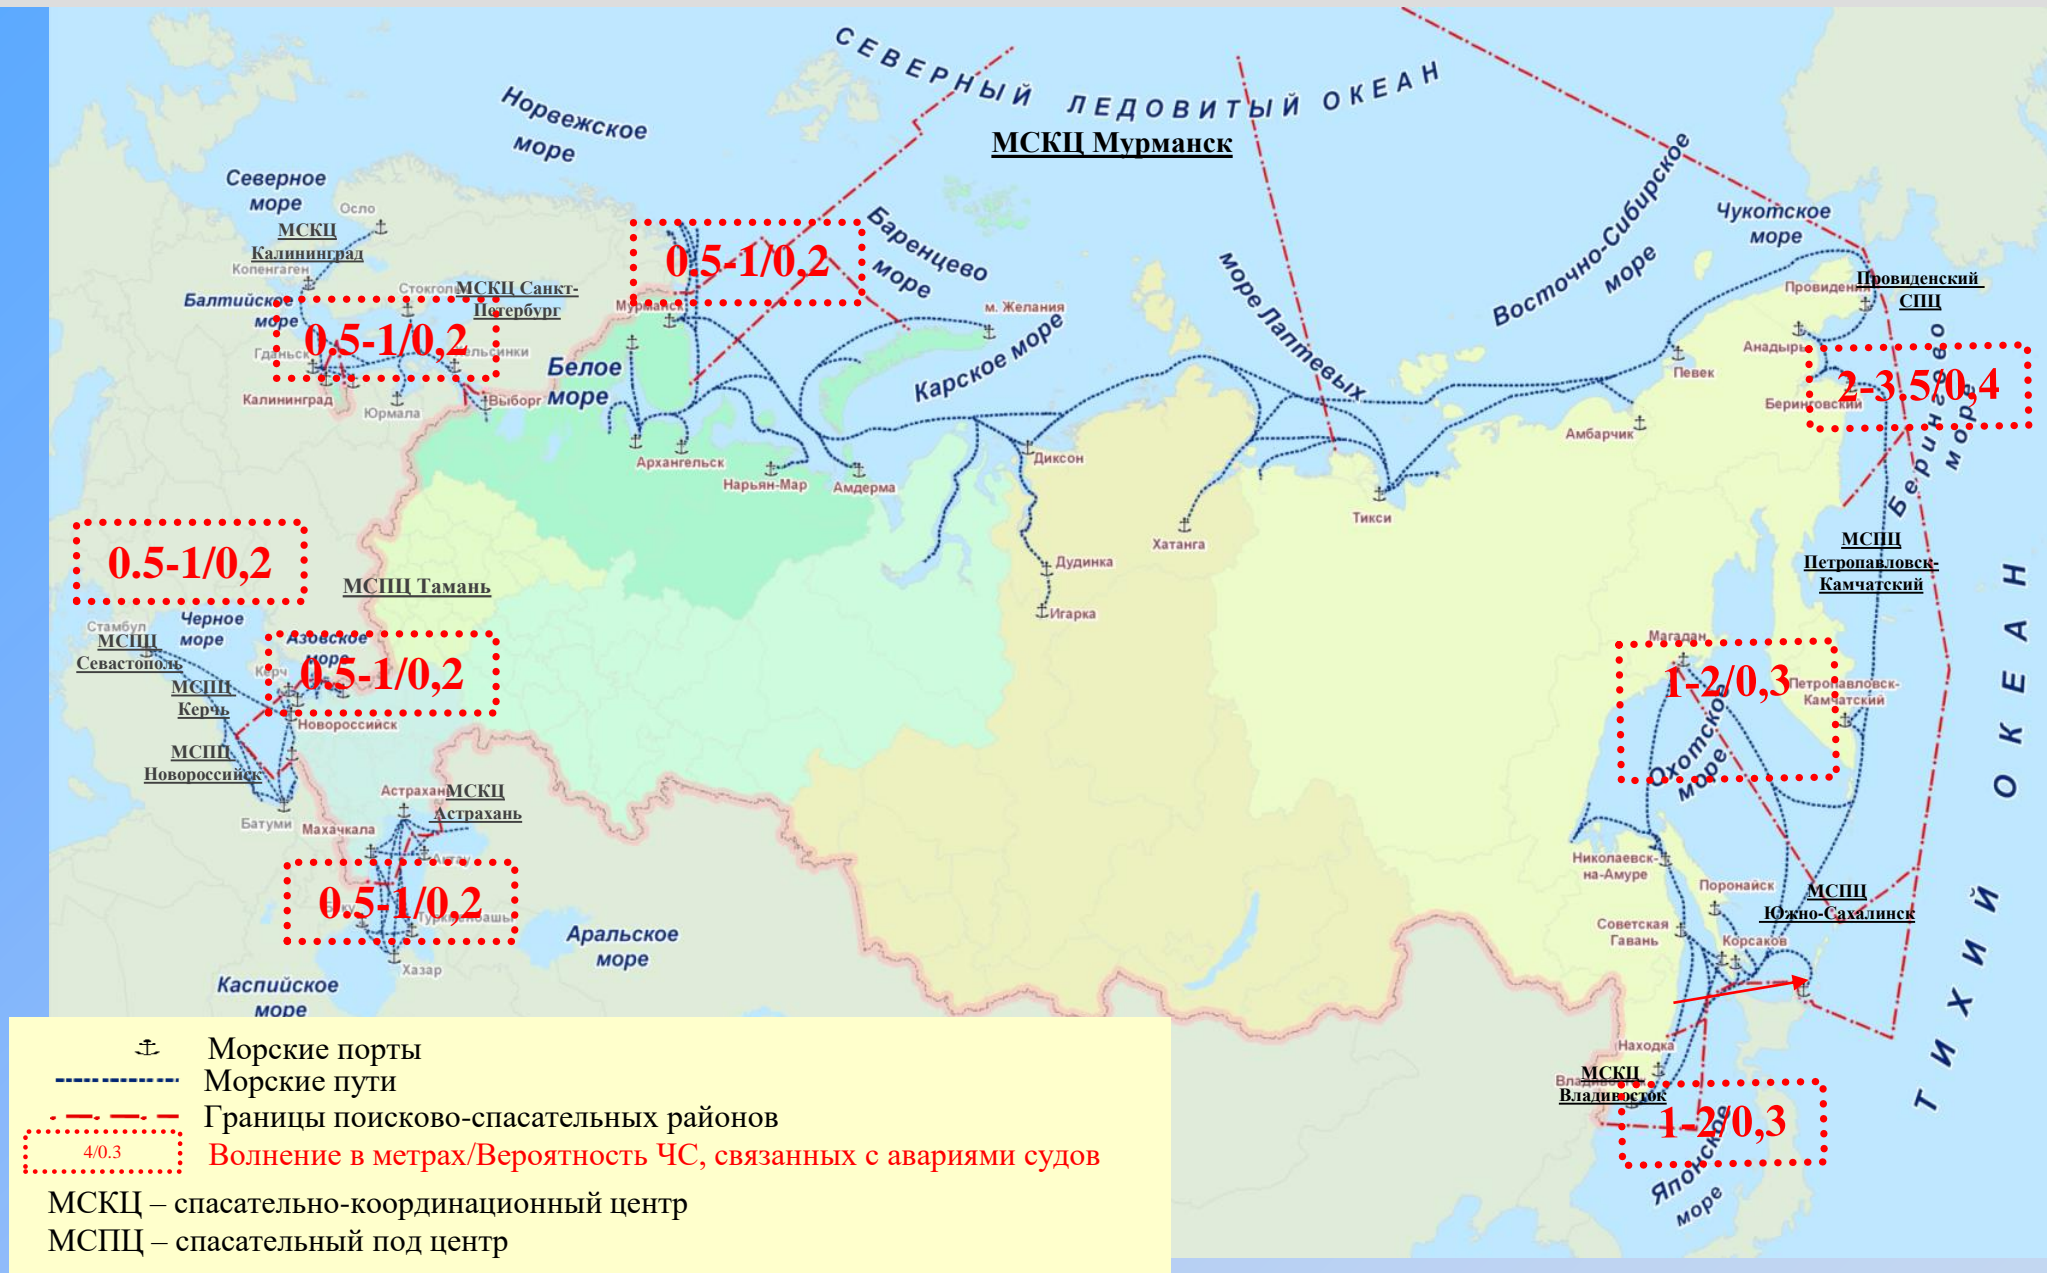 СЕВЕРНЫЙ ЛЕДОВИТЫЙ ОКЕАН
МСКЦ Мурманск
Норвежское
море
Северное
море
Осло
МСКЦ
Калининград
Копенгаген
Балтийское
море
МСКЦ Санкт-
Петербург
0.5-1/0,2
Гданьск
Калининград
Юрмала
Выборг
Белое
море
0.5-1/0,2
Мурманск
Баренцево
море
м. Желания
Карское море
море Лаптевых
Восточно-Сибирское
море
Чукотское
море
Провиденский
СПЦ
Провидения
Анадырь
2-3.5/0,4
Беринговский
Берингово
море
Певек
Амбарчик
Архангельск
Нарьян-Мар
Амдерма
Диксон
Тикси
Хатанга
Дудинка
Игарка
0.5-1/0,2
МСПЦ Тамань
МСПЦ
Петропавловск-
Камчатский
Стамбул
Черное
море
МСПЦ
Севастополь
Азовское
море
Керчь
0.5-1/0,2
МСПЦ
Керчь
Новороссийск
МСПЦ
Новороссийск
Батуми
Магадан
1-2/0,3
Петропавловск-
Камчатский
Охотское
море
ТИХИЙ ОКЕАН
Астрахань
МСКЦ
Астрахань
Махачкала
Актау
0.5-1/0,2
Баку
Туркменбашы
Хазар
Аральское
море
Каспийское
море
Николаевск-
на-Амуре
Поронайск
МСПЦ
Южно-Сахалинск
Советская
Гавань
Корсаков
Находка
МСКЦ
Владивосток
1-2/0,3
Японское
море
Морские порты
Морские пути
Границы поисково-спасательных районов
4/0.3 Волнение в метрах/Вероятность ЧС, связанных с авариями судов
МСКЦ – спасательно-координационный центр
МСПЦ – спасательный под центр